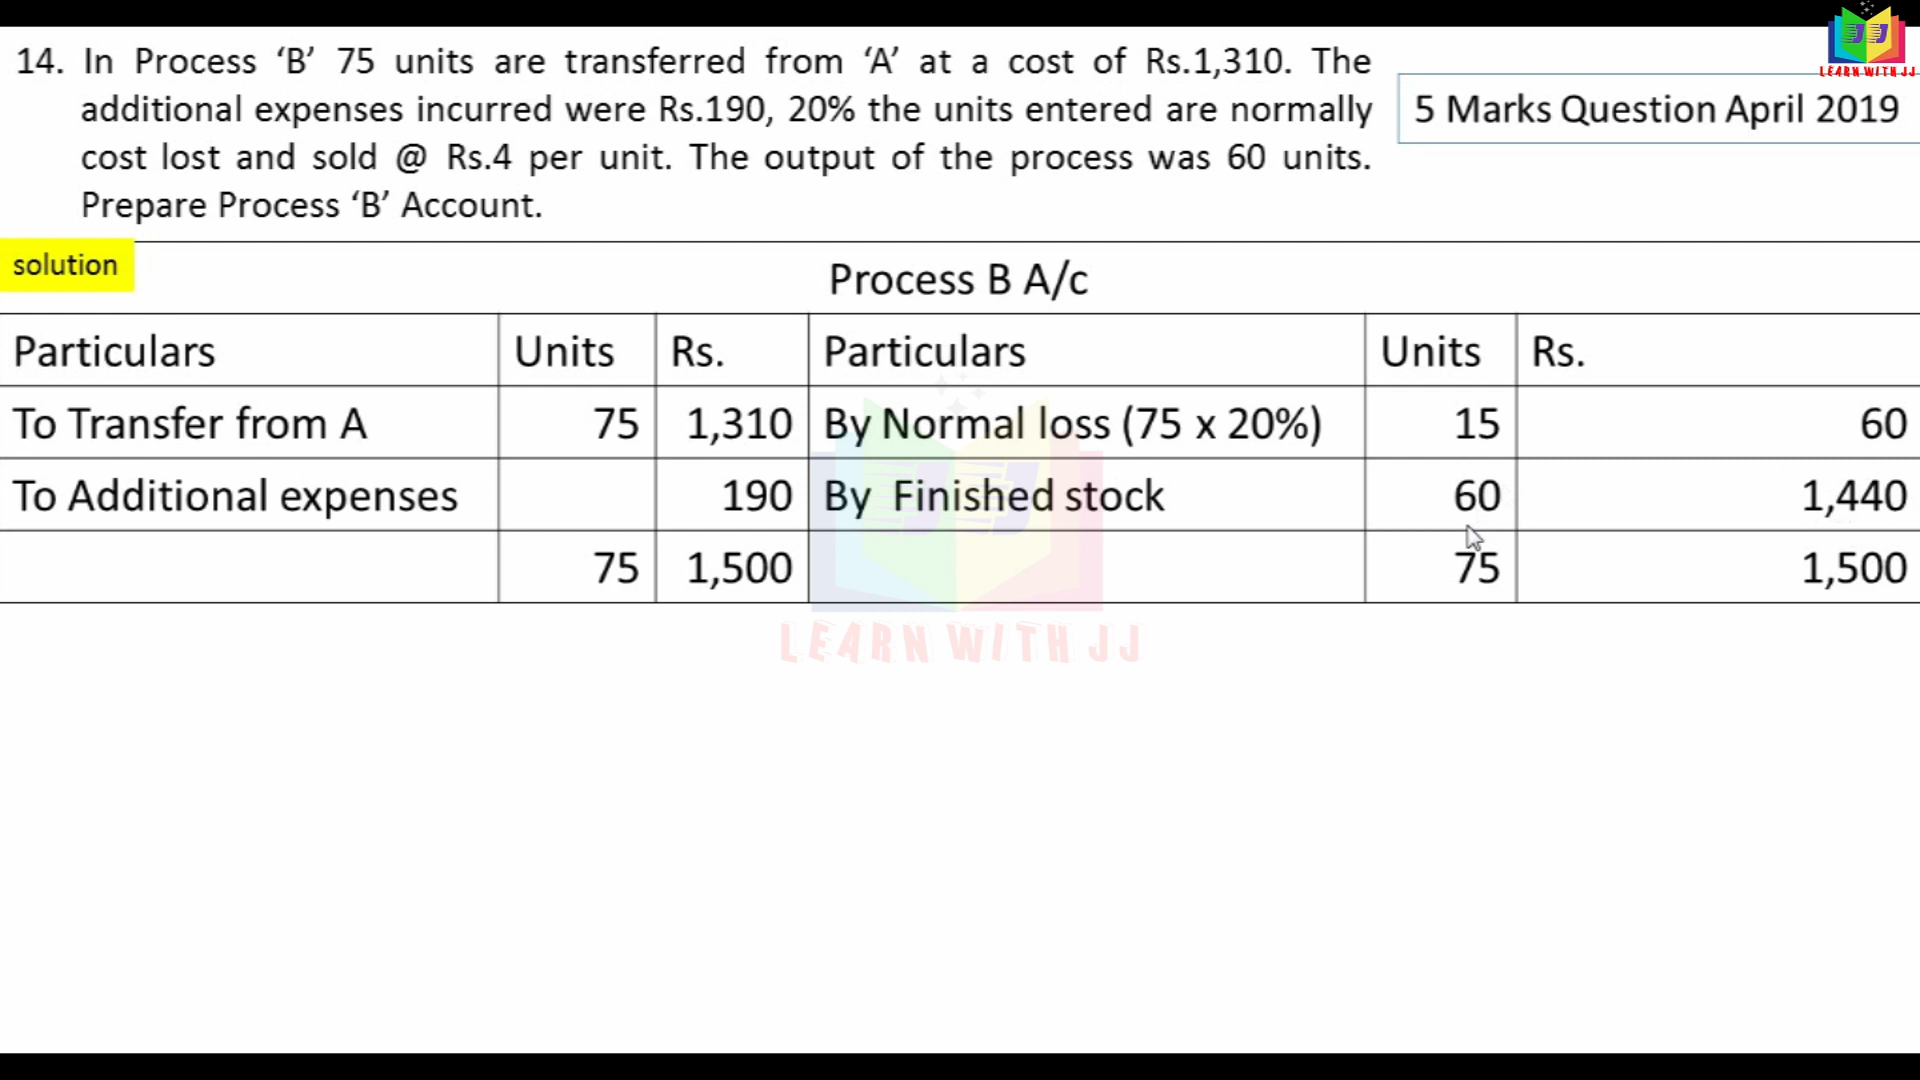 LEARN WITH JJ
14. In Process ‘B’ 75 units are transferred from ‘A’ at a cost of Rs.1,310. The
additional expenses incurred were Rs.190, 20% the units entered are normally
cost lost and sold @ Rs.4 per unit. The output of the process was 60 units.
Prepare Process ‘B’ Account.
5 Marks Question April 2019
solution
Process B A/c
Particulars Units Rs. Particulars Units Rs.
To Transfer from A 75 1,310 By Normal loss (75 x 20%) 15 60
To Additional expenses 190 By Finished stock 60 1,440
75 1,500 75 1,500
LEARN WITH JJ